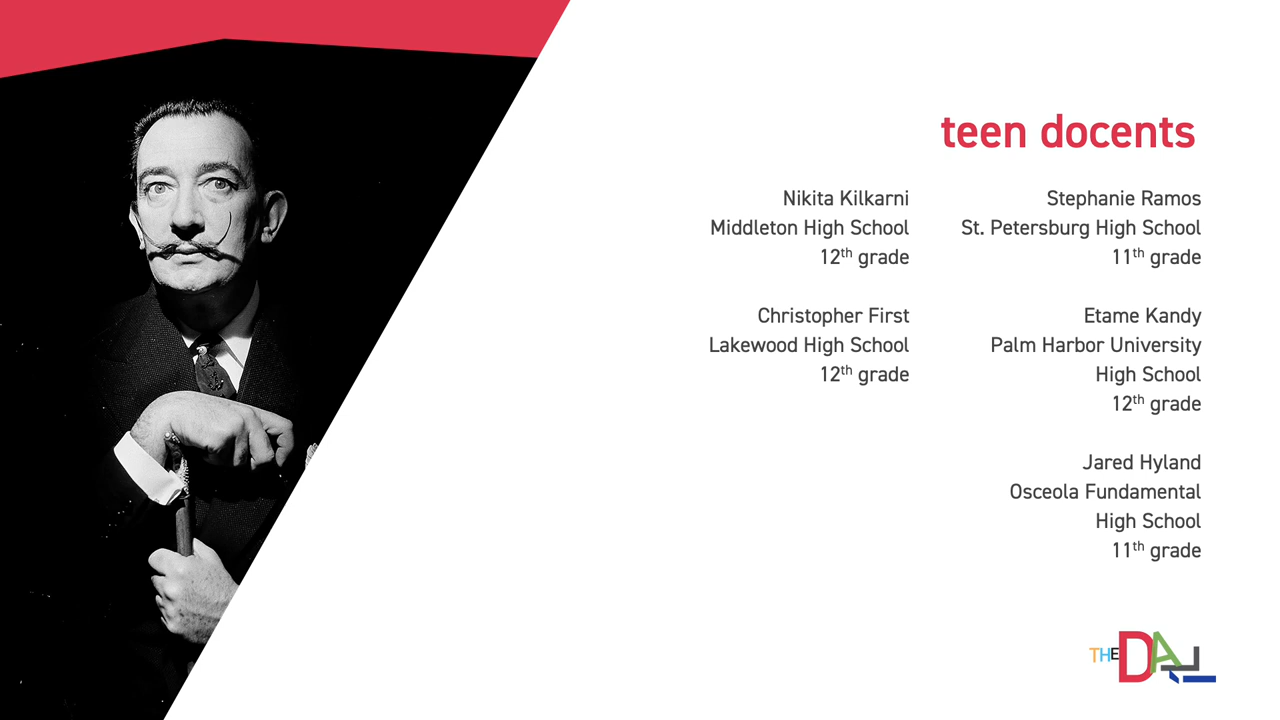 teen docents
Nikita Kilkarni
Middleton High School
12th grade
Christopher First
Lakewood High School
12th grade
Stephanie Ramos
St. Petersburg High School
11th grade
Etame Kandy
Palm Harbor University
High School
12th grade
Jared Hyland
Osceola Fundamental
High School
11th grade
THE DALÍ